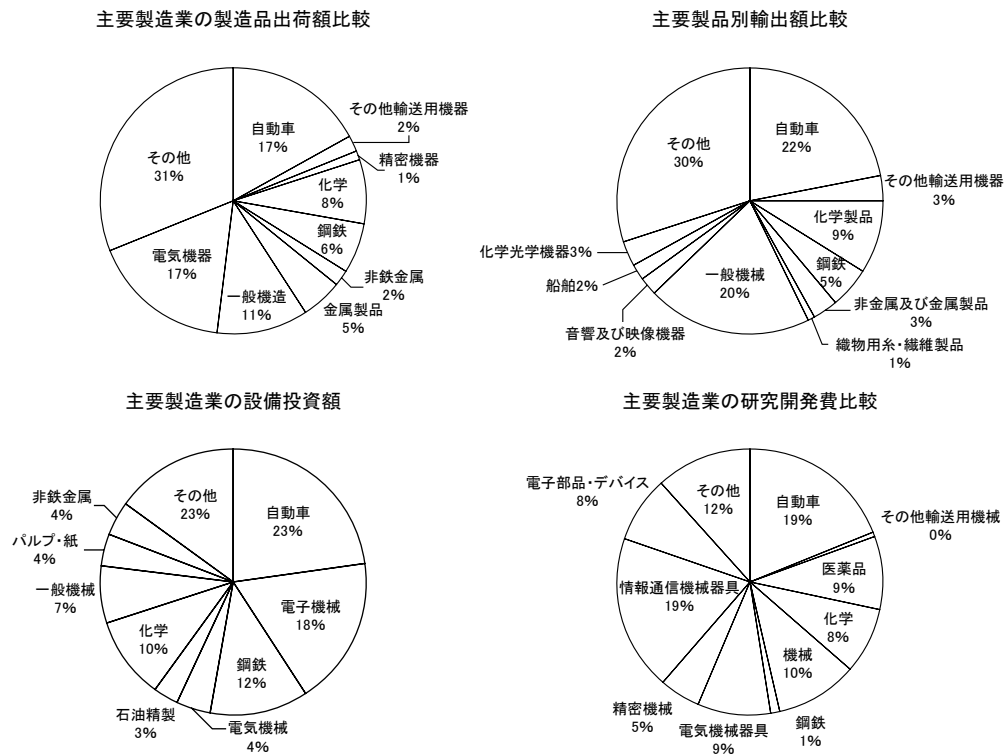 主要製造業の製造品出荷額比較
自動車
17%
その他輸送用機器
2%
精密機器
1%
化学
8%
鋼鉄
6%
非鉄金属
2%
金属製品
5%
一般機造
11%
電気機器
17%
その他
31%
主要製品別輸出額比較
自動車
22%
その他輸送用機器
3%
化学製品
9%
鋼鉄
5%
非金属及び金属製品
3%
織物用糸・繊維製品
1%
一般機械
20%
音響及び映像機器
2%
船舶2%
化学光学機器3%
その他
30%
主要製造業の設備投資額
自動車
23%
電子機械
18%
鋼鉄
12%
電気機械
4%
石油精製
3%
化学
10%
一般機械
7%
パルプ・紙
4%
非鉄金属
4%
その他
23%
主要製造業の研究開発費比較
自動車
19%
その他輸送用機械
0%
医薬品
9%
化学
8%
機械
10%
鋼鉄
1%
電気機械器具
9%
精密機械
5%
情報通信機械器具
19%
電子部品・デバイス
8%
その他
12%